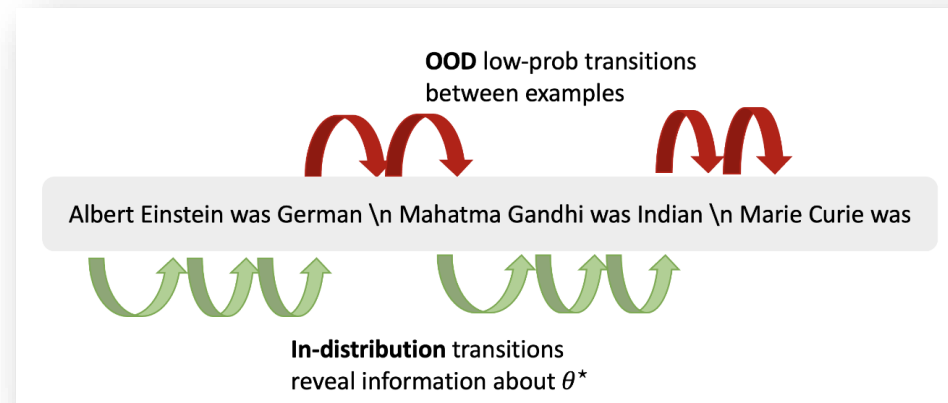 OOD low-prob transitions
between examples
Albert Einstein was German \n Mahatma Gandhi was Indian \n Marie Curie was
In-distribution transitions
reveal information about θ*